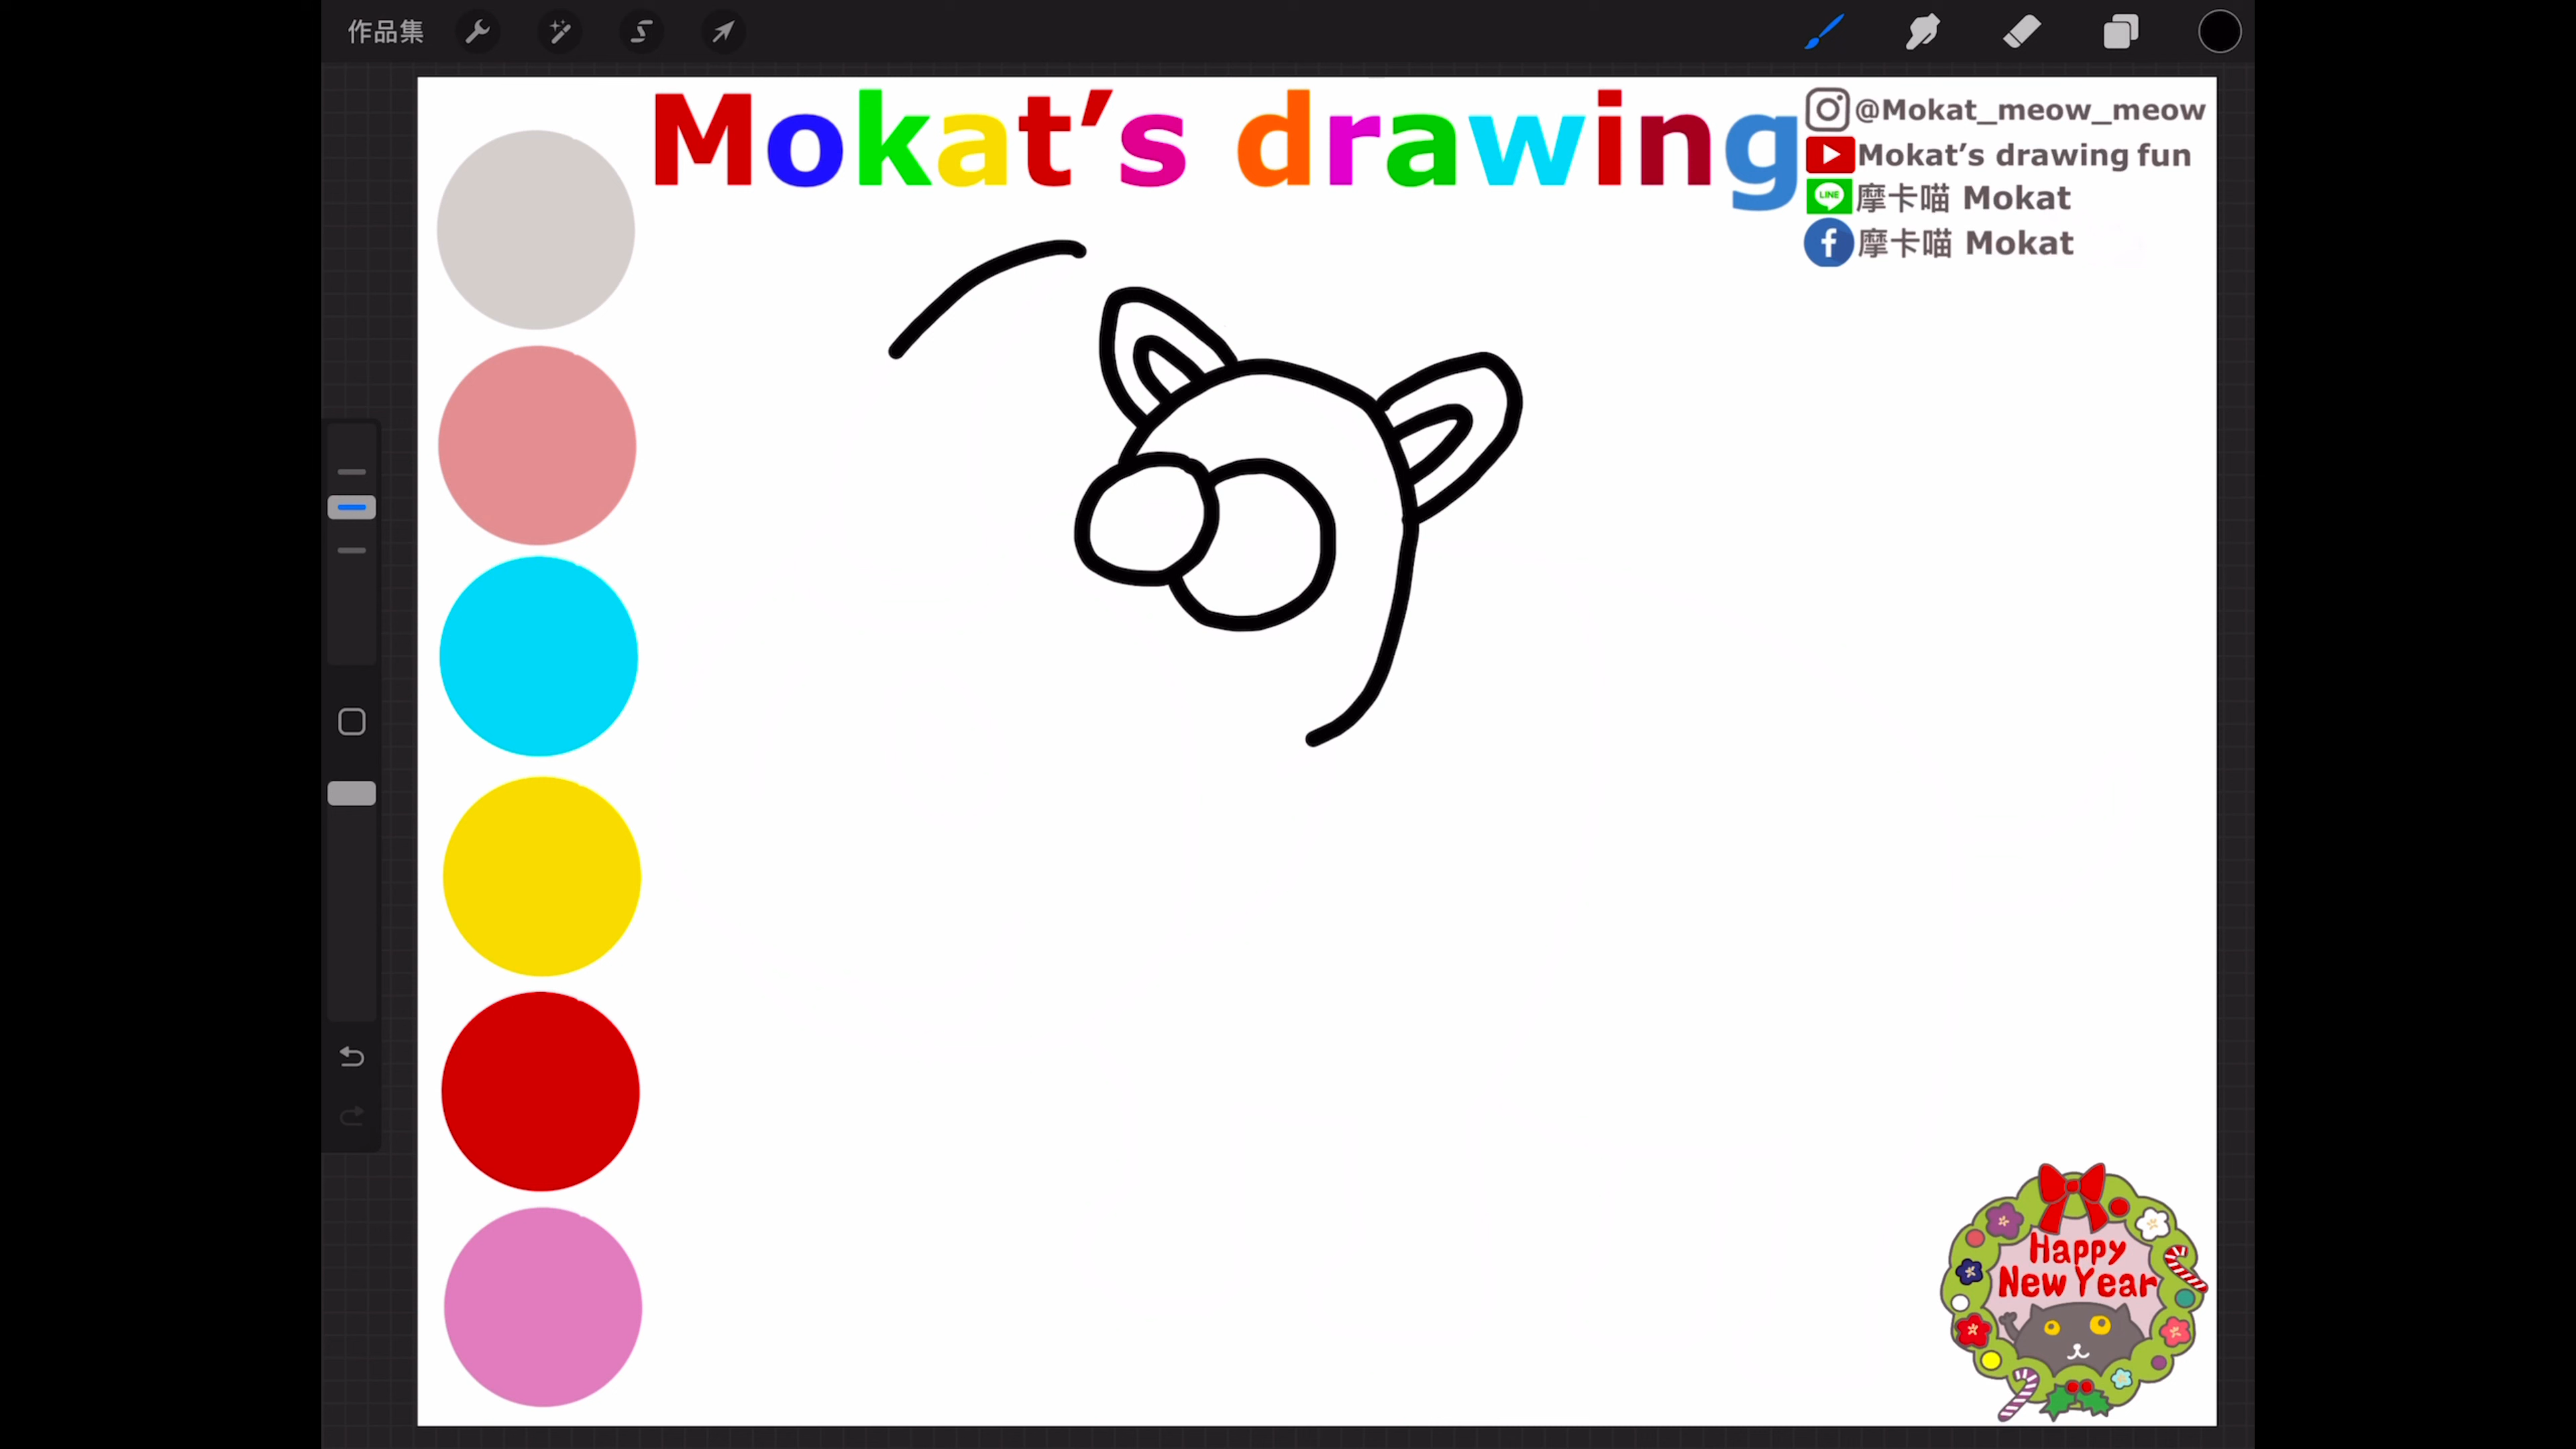 作品集
Mokat's drawing
@Mokat_meow_meow
Mokat's drawing fun
LINE
摩卡喵 Mokat
摩卡喵 Mokat
Happy
New Year